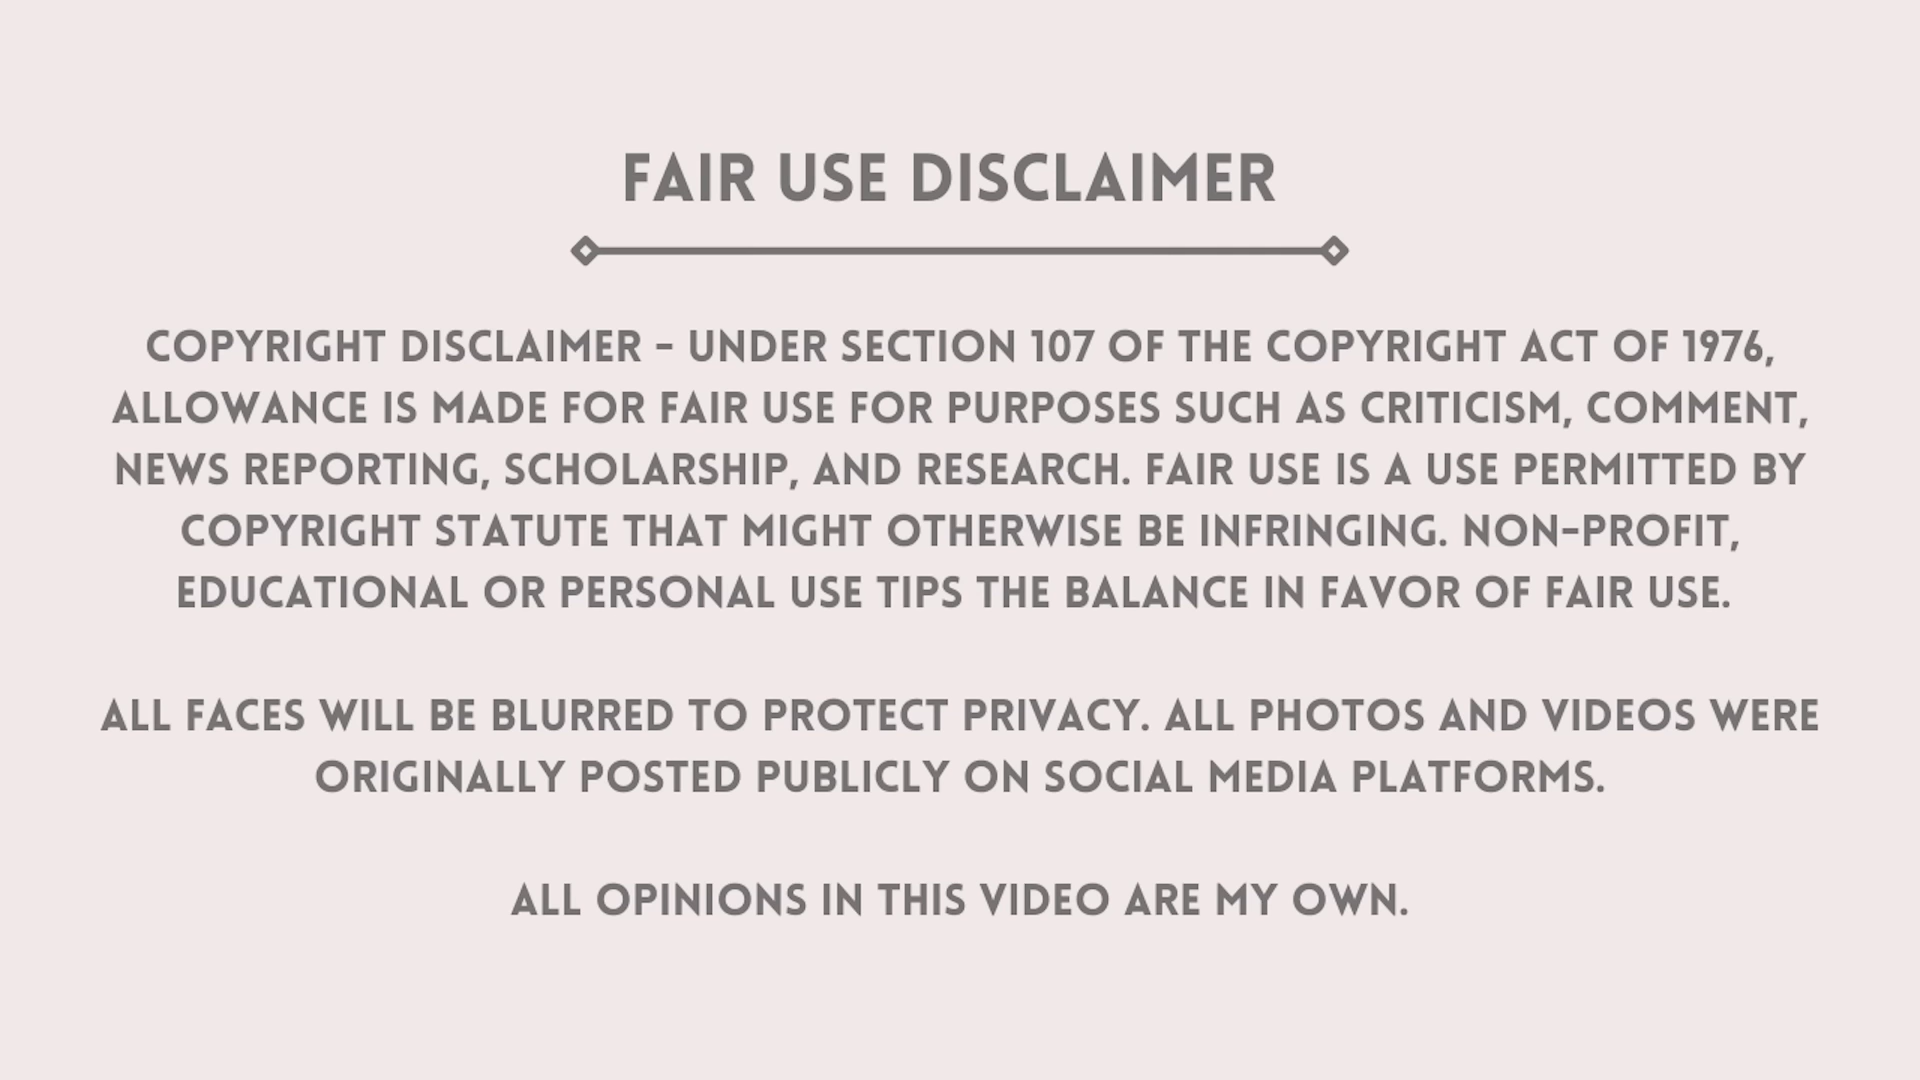 FAIR USE DISCLAIMER
COPYRIGHT DISCLAIMER - UNDER SECTION 107 OF THE COPYRIGHT ACT OF 1976,
ALLOWANCE IS MADE FOR FAIR USE FOR PURPOSES SUCH AS CRITICISM, COMMENT,
NEWS REPORTING, SCHOLARSHIP, AND RESEARCH. FAIR USE IS A USE PERMITTED BY
COPYRIGHT STATUTE THAT MIGHT OTHERWISE BE INFRINGING. NON-PROFIT,
EDUCATIONAL OR PERSONAL USE TIPS THE BALANCE IN FAVOR OF FAIR USE.
ALL FACES WILL BE BLURRED TO PROTECT PRIVACY. ALL PHOTOS AND VIDEOS WERE
ORIGINALLY POSTED PUBLICLY ON SOCIAL MEDIA PLATFORMS.
ALL OPINIONS IN THIS VIDEO ARE MY OWN.